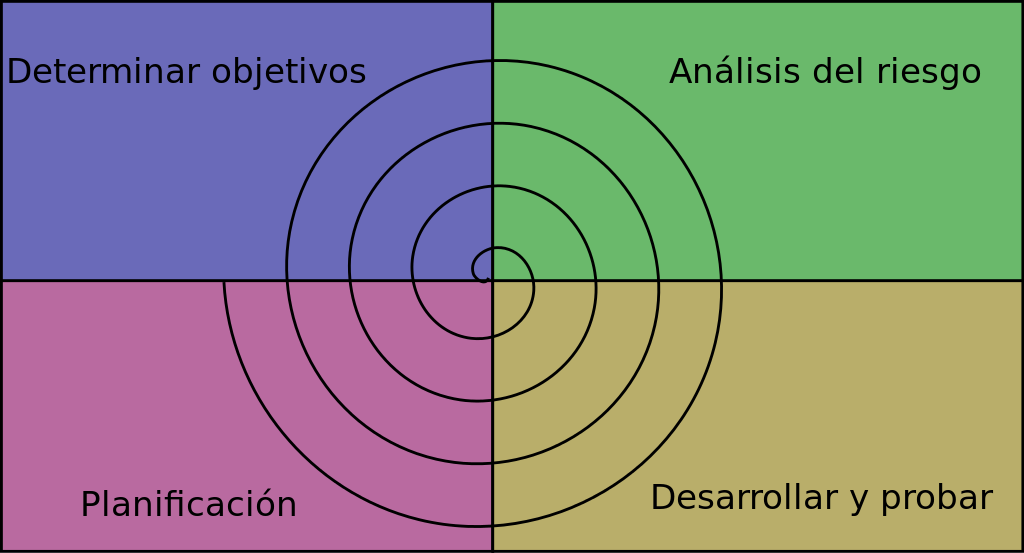 Determinar objetivos
Análisis del riesgo
Planificación
Desarrollar y probar